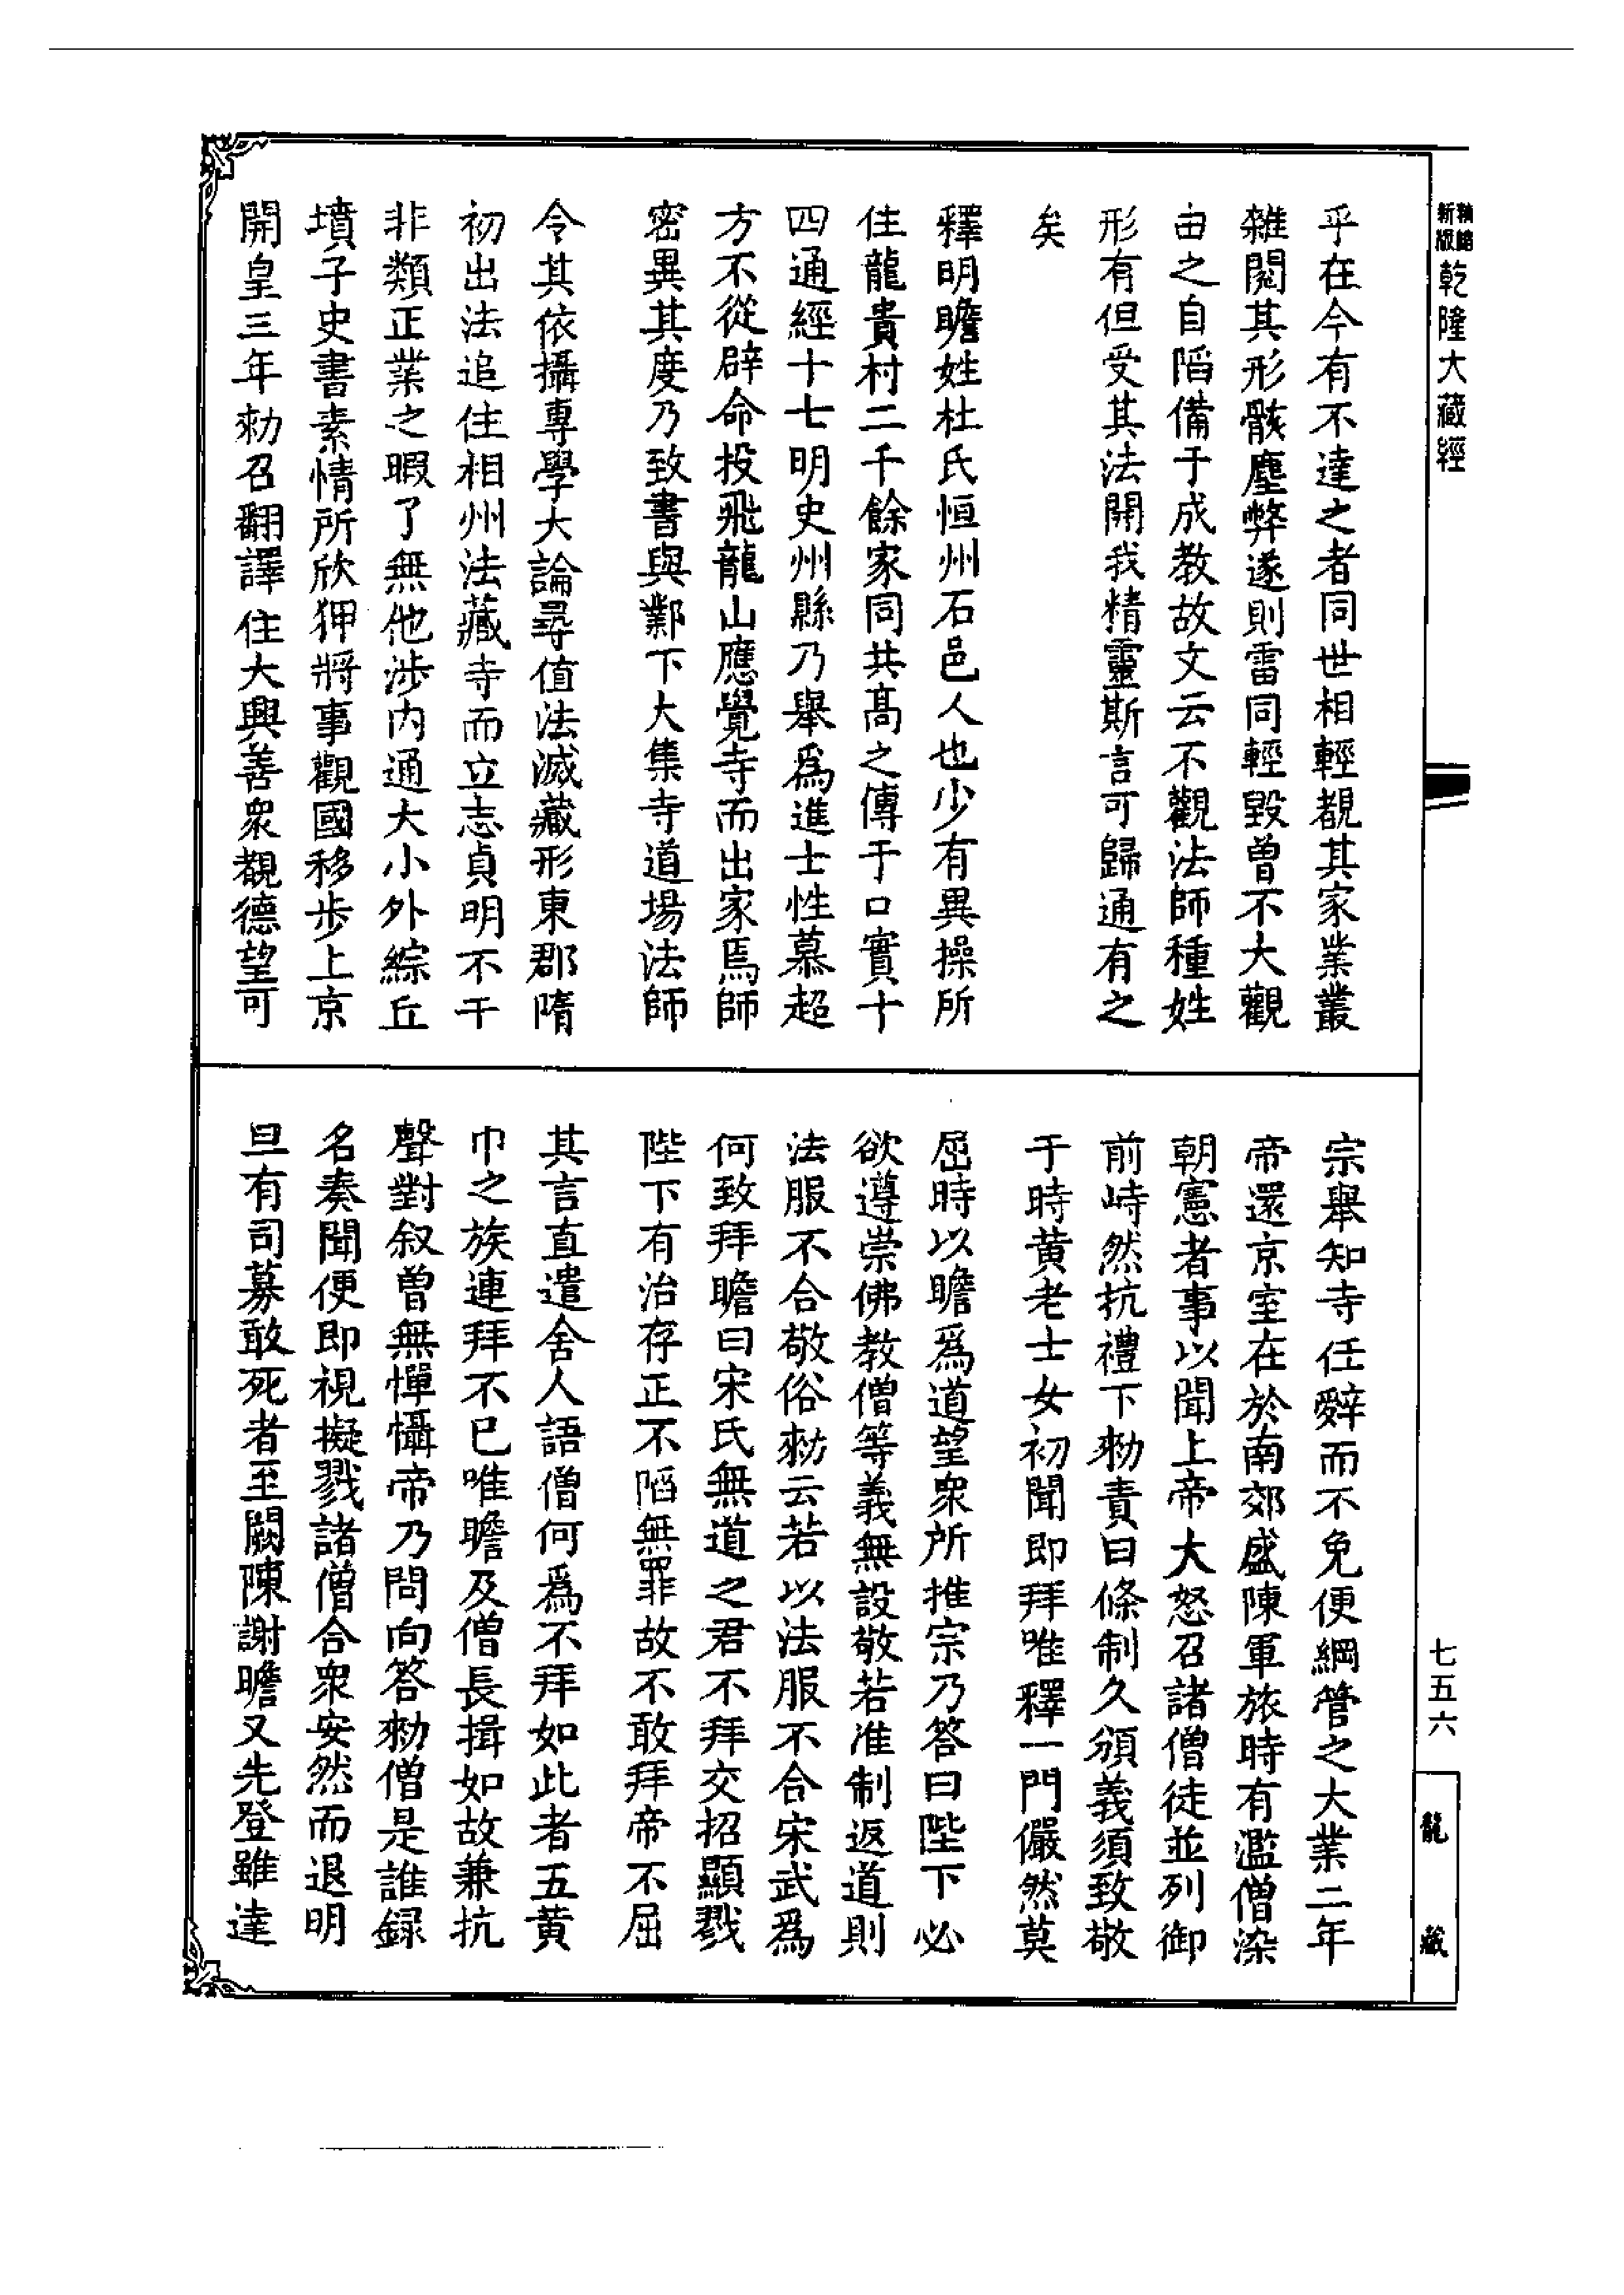 新版
乾隆大藏經
乎在今有不達之者同世相輕覩其家業叢
雜閱其形骸塵弊遂則雷同輕毀曾不大觀
由之自陷備于成教故文云不觀法師種姓
形有但受其法開我精靈斯言可歸通有之
矣
釋明瞻姓杜氏恒州石邑人也少有異操所
住龍貴村二千餘家同共高之傳于口實十
四通經十七明史州縣乃舉為進士性慕超
方不從辟命投飛龍山應覺寺而出家焉師
密異其度乃致書與鄴下大集寺道場法師
令其依攝專學大論尋值法滅藏形東郡隋
初出法追住相州法藏寺而立志貞明不干
非類正業之暇了無他涉内通大小外綜丘
墳子史書素情所欣狎將事觀國移步上京
開皇三年勑召翻譯住大興善眾覩德望可
宗舉知寺任辭而不免便綱管之大業二年
帝還京室在於南郊盛陳軍旅時有濫僧染
朝憲者事以聞上帝大怒召諸僧徒並列御
前峙然抗禮下勑責曰條制久頒義須致敬
于時黃老士女初聞即拜唯釋一門儼然莫
屈時以瞻為道望眾所推宗乃答曰陛下必
欲遵崇佛教僧等義無設敬若准制返道則
法服不合敬俗勑云若以法服不合宋武為
何致拜瞻曰宋氏無道之君不拜交招顯戮
陛下有治存正不陷無罪故不敢拜帝不屈
其言直遣舍人語僧何為不拜如此者五黃
巾之族連拜不已唯瞻及僧長揖如故兼抗
聲對叙曾無憚懾帝乃問向答勑僧是誰録
名奏聞便即視擬戮諸僧合眾安然而退明
旦有司募敢死者至闕陳謝瞻又先登雖達
七五六
龍藏